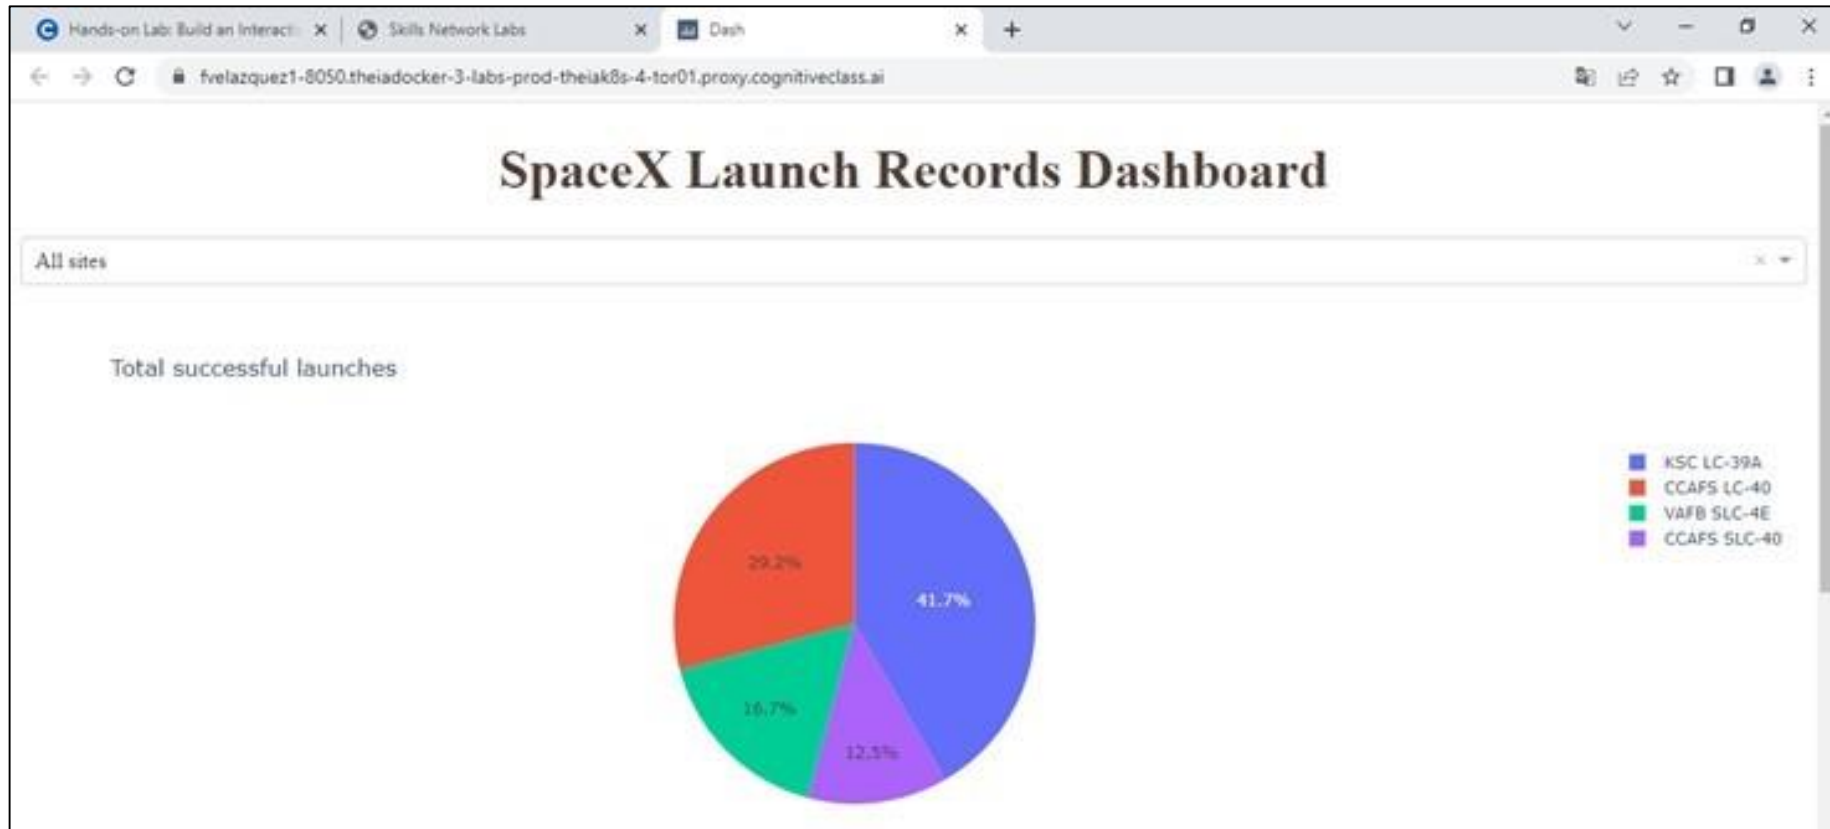 Hands-on Lab: Build an Interacti
Skills Network Labs
Dash
fvelazquez1-8050.theiadocker-3-labs-prod-theiak8s-4-tor01.proxy.cognitiveclass.ai
SpaceX Launch Records Dashboard
All sites
Total successful launches
KSC LC-39A
CCAFS LC-40
VAFB SLC-4E
CCAFS SLC-40
29.2%
41.7%
16.7%
12.5%